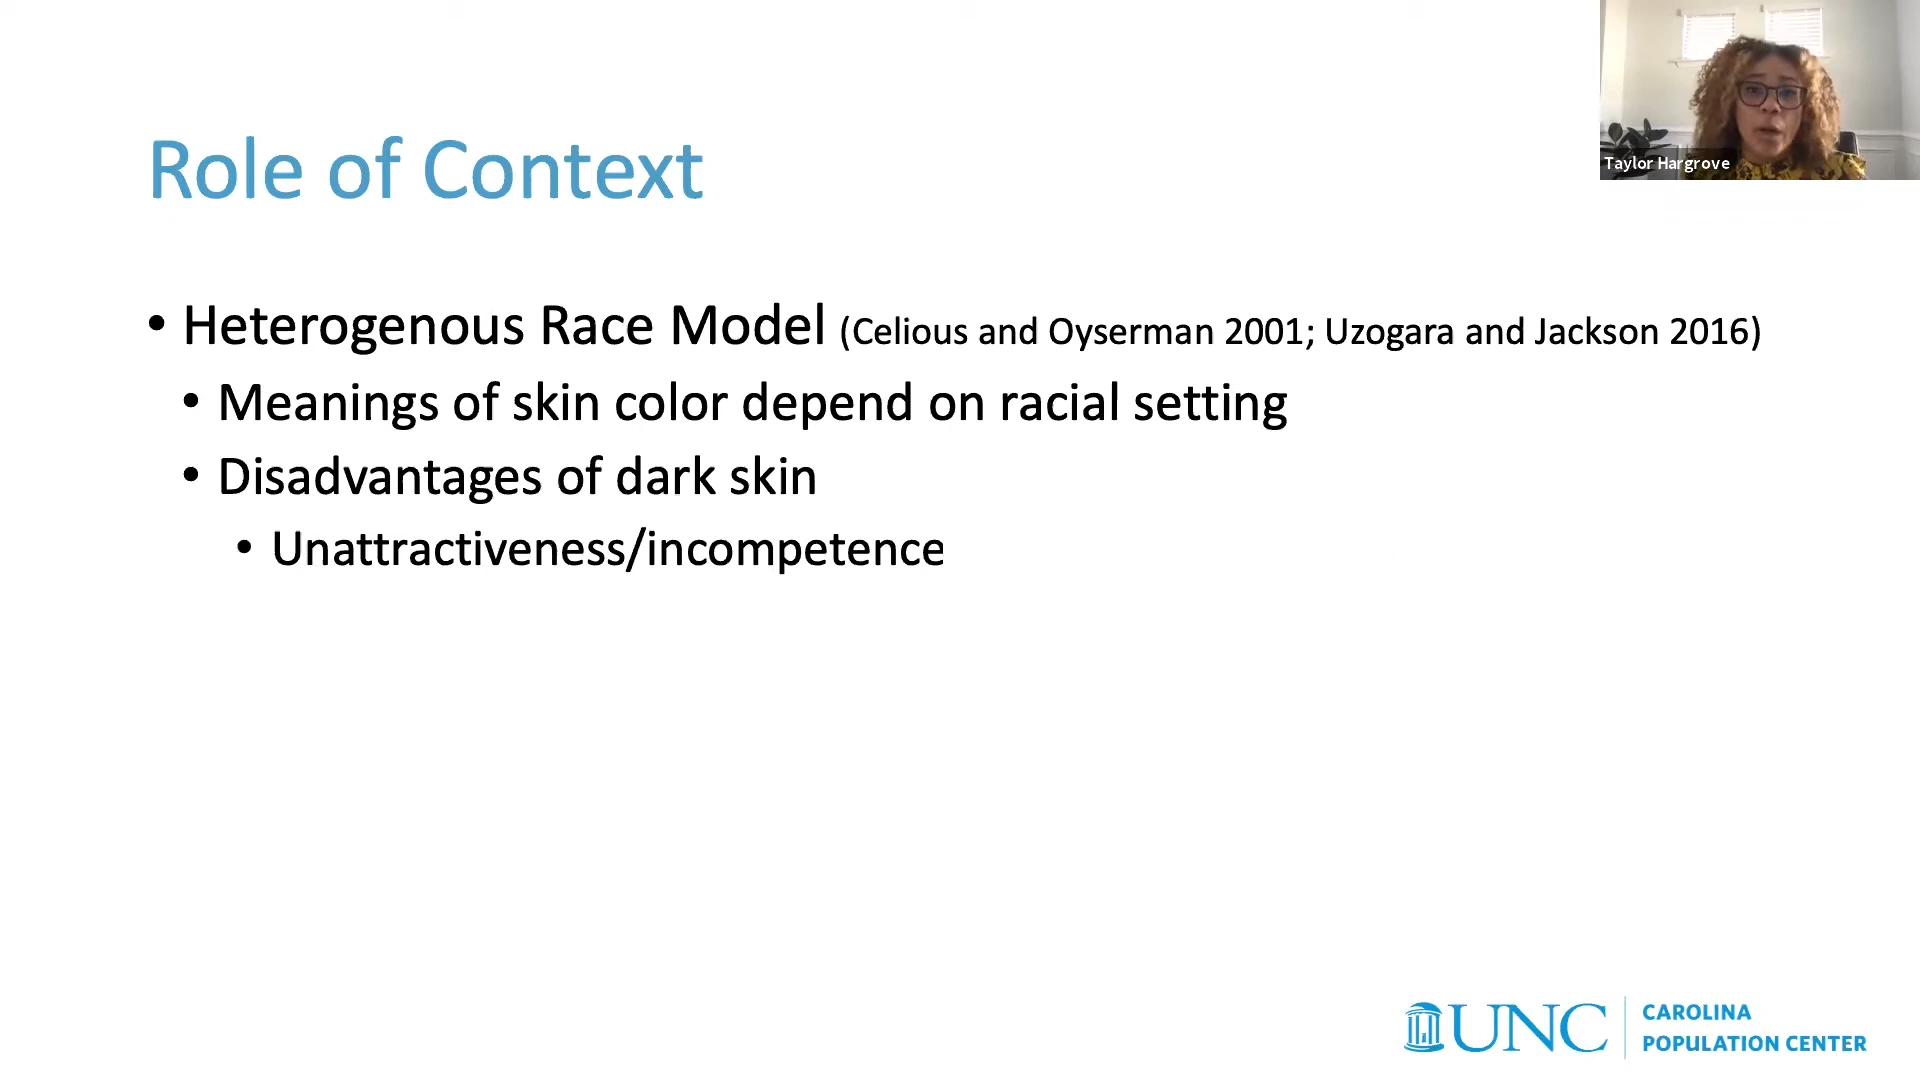 Taylor Hargrove
Role of Context
• Heterogenous Race Model (Celious and Oyserman 2001; Uzogara and Jackson 2016)
• Meanings of skin color depend on racial setting
• Disadvantages of dark skin
• Unattractiveness/incompetence
UNC
CAROLINA
POPULATION CENTER